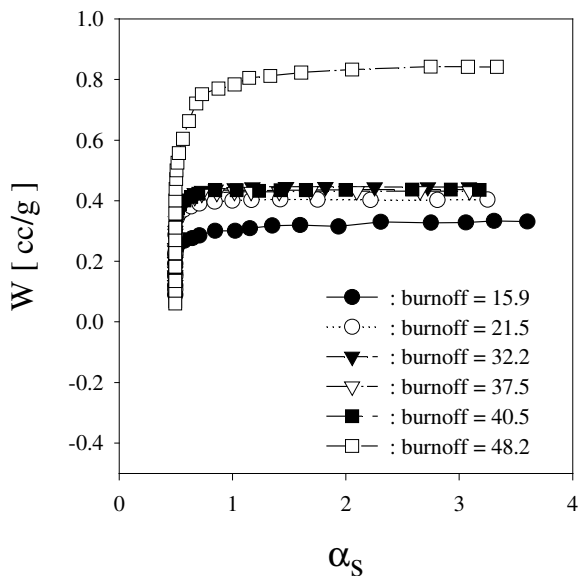 W [ cc/g ]
1.0
0.8
0.6
0.4
0.2
0.0
-0.2
-0.4
: burnoff = 15.9
: burnoff = 21.5
: burnoff = 32.2
: burnoff = 37.5
: burnoff = 40.5
: burnoff = 48.2
0 1 2 3 4
αS